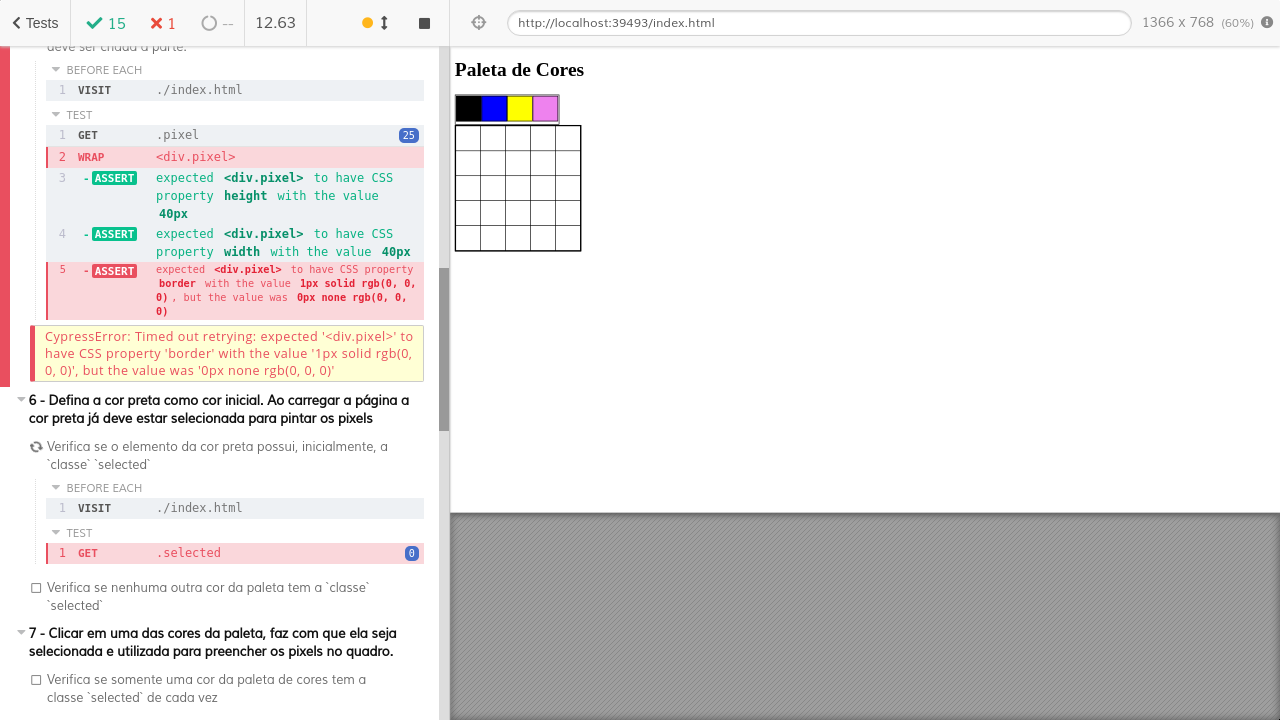 Tests
15
1
--
12.63
http://localhost:39493/index.html
1366 x 768 (60%)
deve ser criada à parte.
BEFORE EACH
1 VISIT ./index.html
TEST
1 GET .pixel 25
2 WRAP <div.pixel>
3 -ASSERT expected <div.pixel> to have CSS
property height with the value
40px
4 -ASSERT expected <div.pixel> to have CSS
property width with the value 40px
5 -ASSERT expected <div.pixel> to have CSS property
border with the value 1px solid rgb(0, 0,
0) , but the value was 0px none rgb(0, 0,
0)
CypressError: Timed out retrying: expected '<div.pixel>' to
have CSS property 'border' with the value '1px solid rgb(0,
0, 0)', but the value was '0px none rgb(0, 0, 0)'
6 - Defina a cor preta como cor inicial. Ao carregar a página a
cor preta já deve estar selecionada para pintar os pixels
Verifica se o elemento da cor preta possui, inicialmente, a
`classe` `selected`
BEFORE EACH
1 VISIT ./index.html
TEST
1 GET .selected 0
Verifica se nenhuma outra cor da paleta tem a `classe`
`selected`
7 - Clicar em uma das cores da paleta, faz com que ela seja
selecionada e utilizada para preencher os pixels no quadro.
Verifica se somente uma cor da paleta de cores tem a
classe `selected` de cada vez
Paleta de Cores